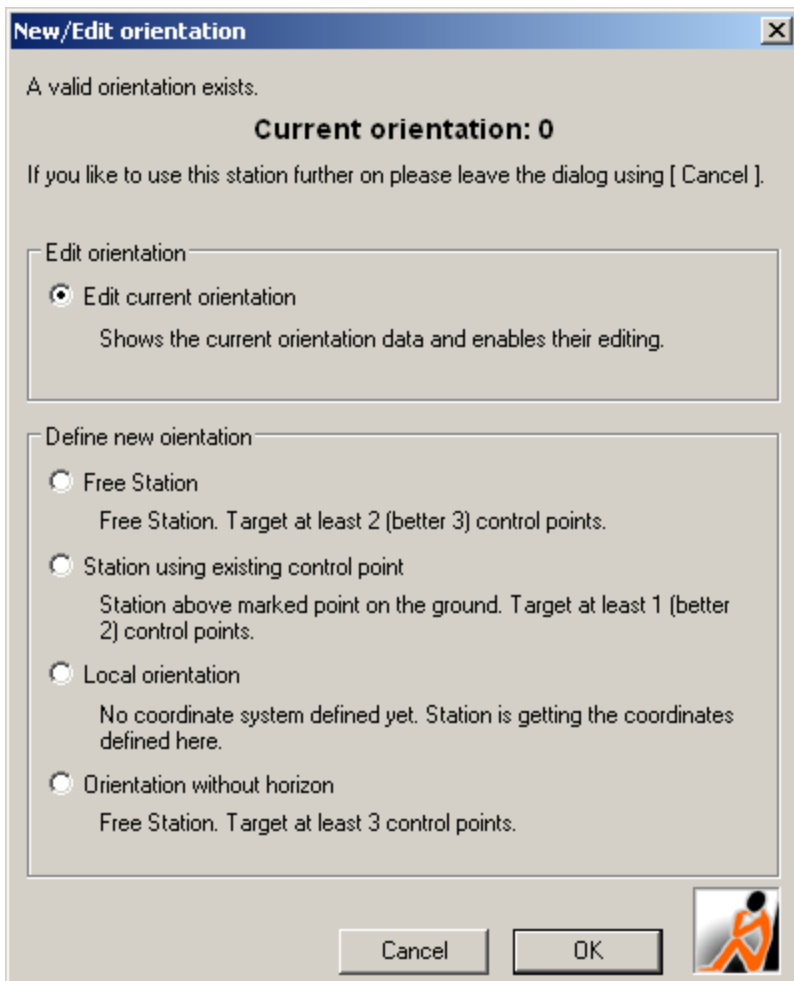 New/Edit orientation
A valid orientation exists.
Current orientation: 0
If you like to use this station further on please leave the dialog using [ Cancel ].
Edit orientation
Edit current orientation
Shows the current orientation data and enables their editing.
Define new oientation
Free Station
Free Station. Target at least 2 (better 3) control points.
Station using existing control point
Station above marked point on the ground. Target at least 1 (better
2) control points.
Local orientation
No coordinate system defined yet. Station is getting the coordinates
defined here.
Orientation without horizon
Free Station. Target at least 3 control points.
Cancel
OK